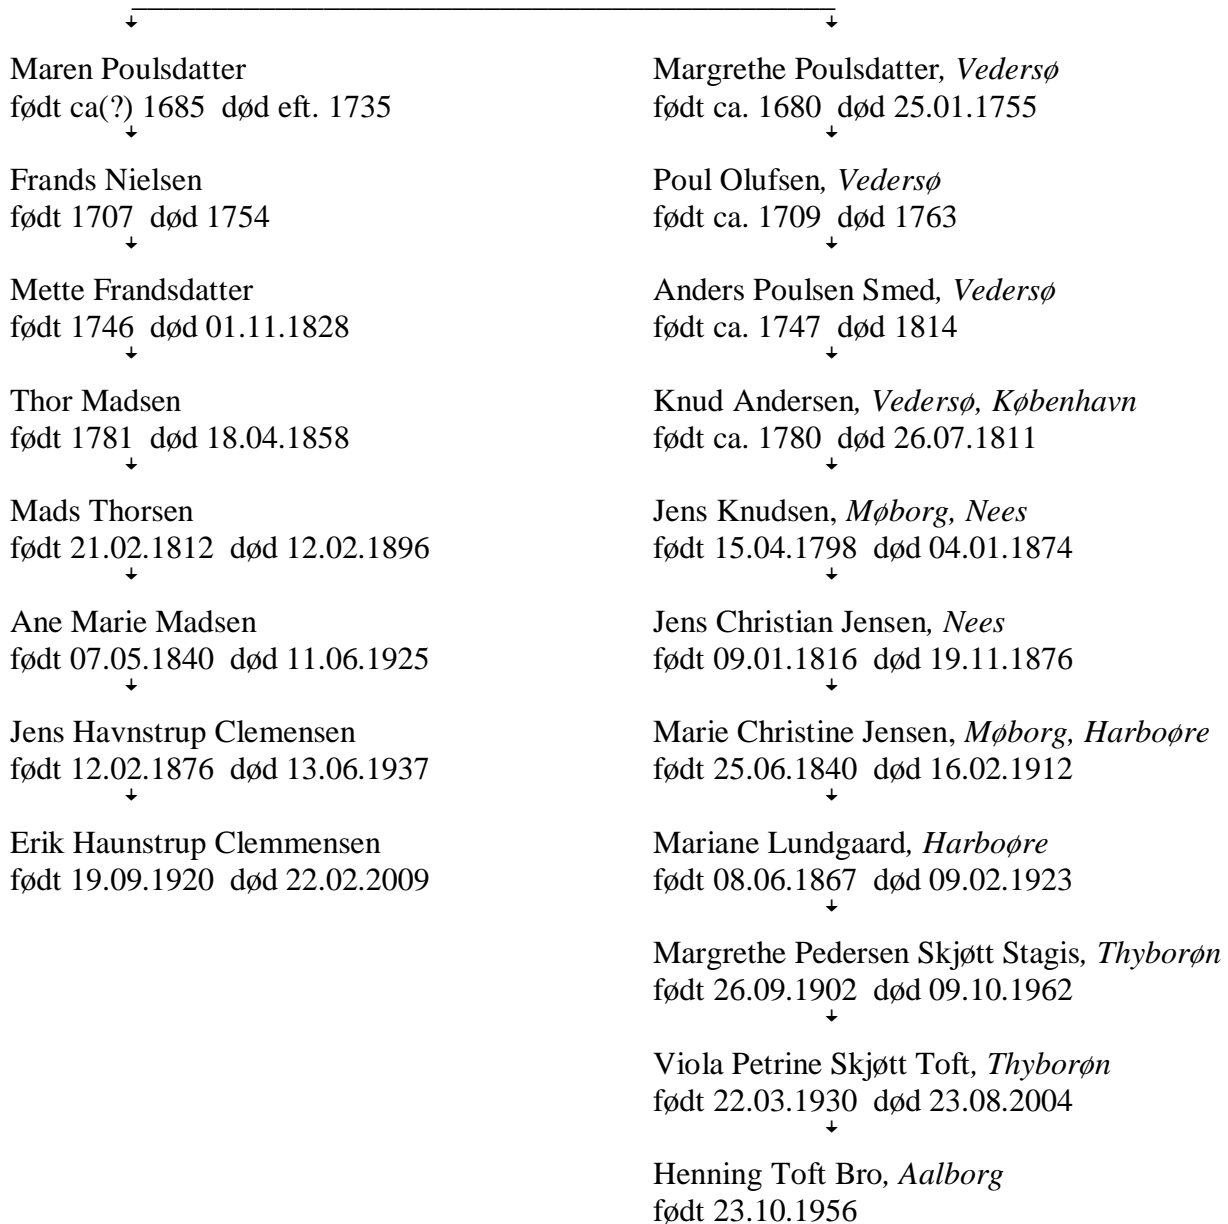 Maren Poulsdatter
født ca(?) 1685  død eft. 1735
Frands Nielsen
født 1707  død 1754
Mette Frandsdatter
født 1746  død 01.11.1828
Thor Madsen
født 1781  død 18.04.1858
Mads Thorsen
født 21.02.1812  død 12.02.1896
Ane Marie Madsen
født 07.05.1840  død 11.06.1925
Jens Havnstrup Clemensen
født 12.02.1876  død 13.06.1937
Erik Haunstrup Clemmensen
født 19.09.1920  død 22.02.2009
Margrethe Poulsdatter, Vedersø
født ca. 1680  død 25.01.1755
Poul Olufsen, Vedersø
født ca. 1709  død 1763
Anders Poulsen Smed, Vedersø
født ca. 1747  død 1814
Knud Andersen, Vedersø, København
født ca. 1780  død 26.07.1811
Jens Knudsen, Møborg, Nees
født 15.04.1798  død 04.01.1874
Jens Christian Jensen, Nees
født 09.01.1816  død 19.11.1876
Marie Christine Jensen, Møborg, Harboøre
født 25.06.1840  død 16.02.1912
Mariane Lundgaard, Harboøre
født 08.06.1867  død 09.02.1923
Margrethe Pedersen Skjøtt Stagis, Thyborøn
født 26.09.1902  død 09.10.1962
Viola Petrine Skjøtt Toft, Thyborøn
født 22.03.1930  død 23.08.2004
Henning Toft Bro, Aalborg
født 23.10.1956